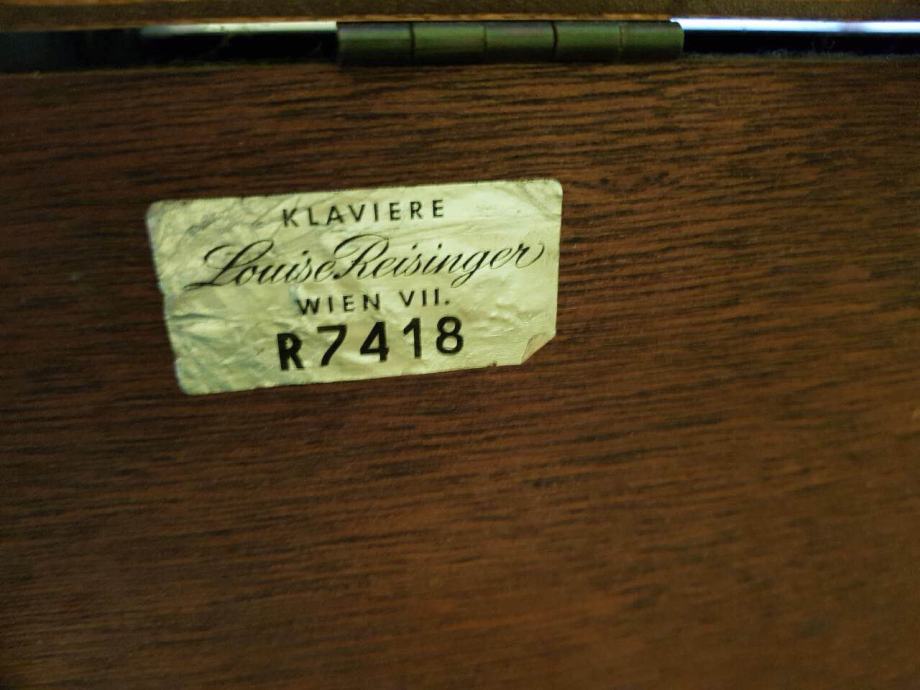 KLAVIERE
Louise Reisinger
WIEN VII.
R7418